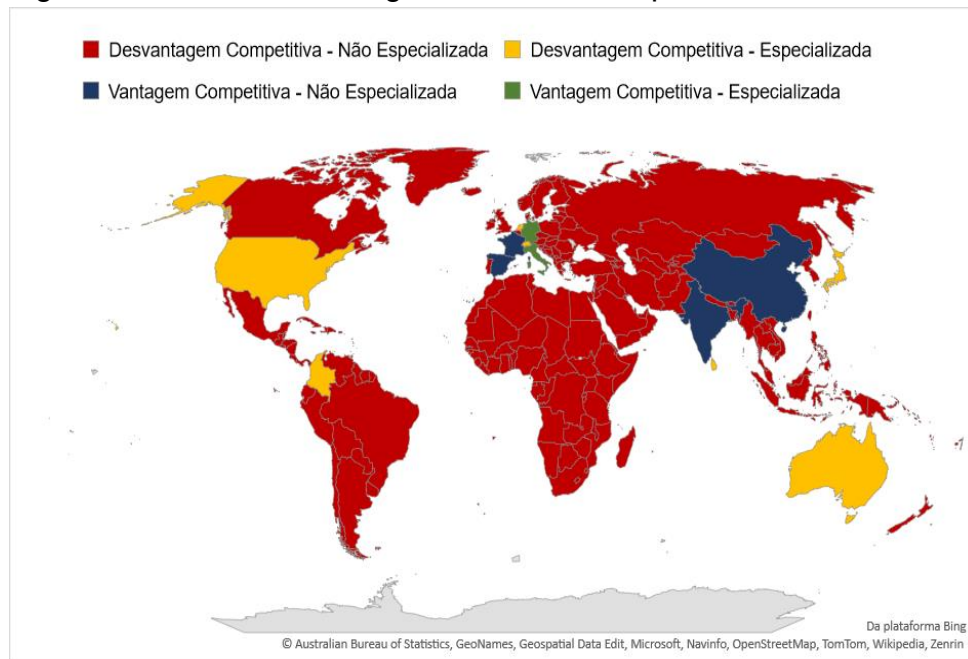 Desvantagem Competitiva - Não Especializada
Desvantagem Competitiva - Especializada
Vantagem Competitiva - Não Especializada
Vantagem Competitiva - Especializada
Da plataforma Bing
© Australian Bureau of Statistics, GeoNames, Geospatial Data Edit, Microsoft, Navinfo, OpenStreetMap, TomTom, Wikipedia, Zenrin